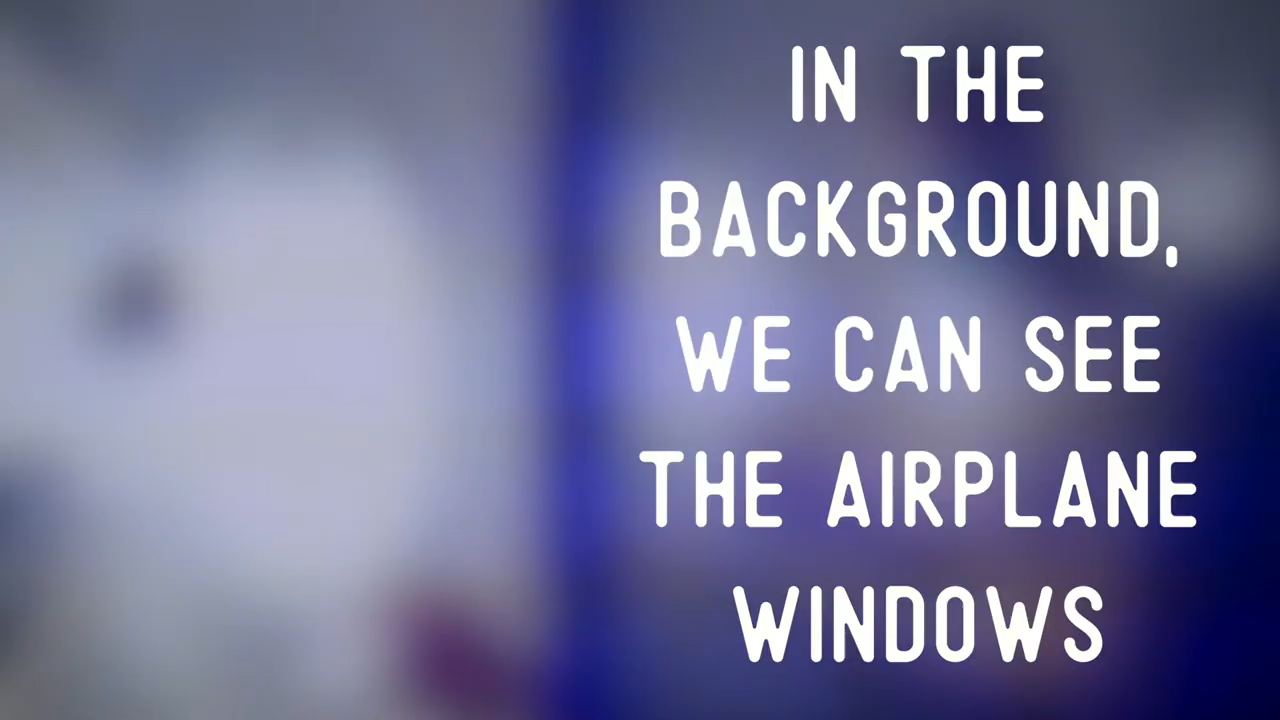 IN THE
BACKGROUND,
WE CAN SEE
THE AIRPLANE
WINDOWS